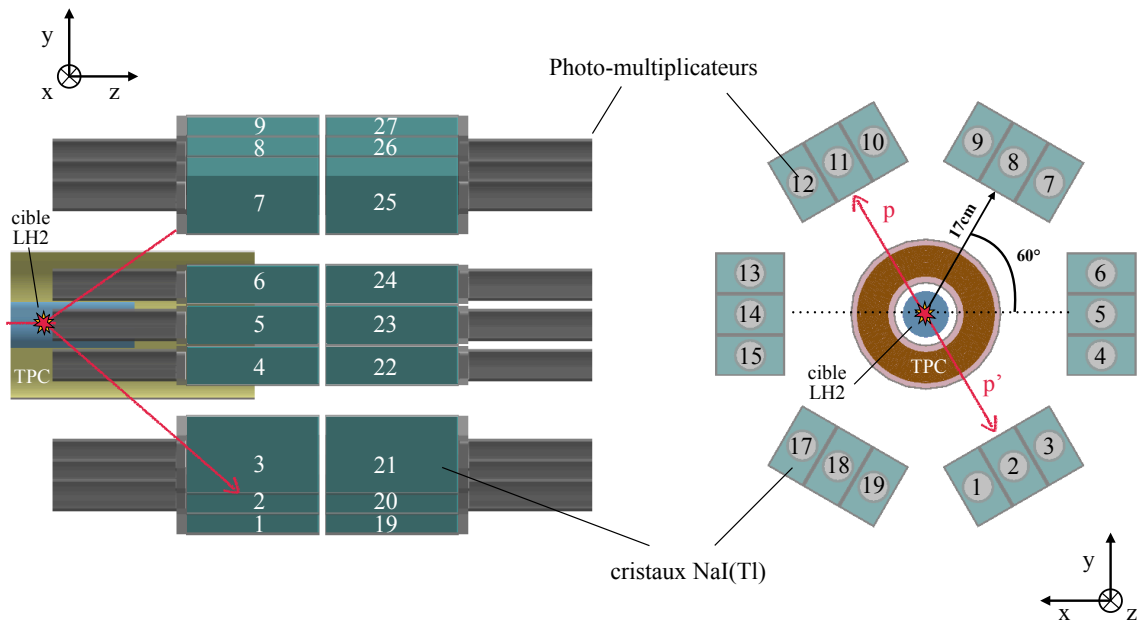 y
x
z
9
27
8
26
7
25
cible
LH2
6
24
5
23
4
22
TPC
3
21
2
20
1
19
Photo-multiplicateurs
cristaux NaI(Tl)
10
11
12
9
8
7
p
17cm
60°
13
14
15
6
5
4
TPC
cible
LH2
p’
17
18
19
3
2
1
y
x
z